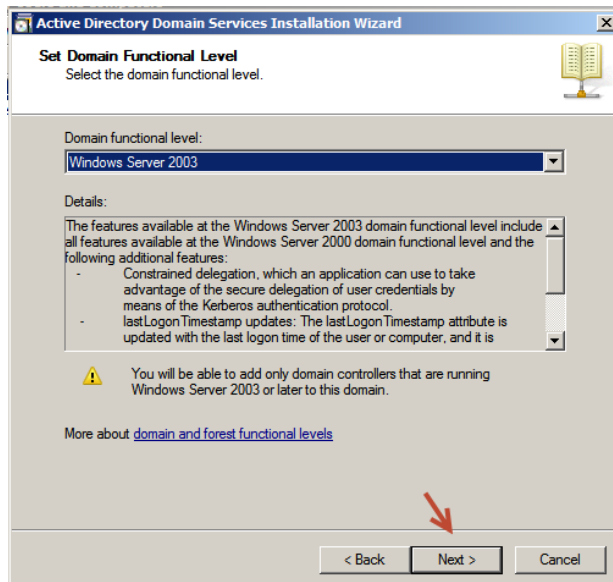 Active Directory Domain Services Installation Wizard
Set Domain Functional Level
Select the domain functional level.
Domain functional level:
Windows Server 2003
Details:
The features available at the Windows Server 2003 domain functional level include
all features available at the Windows Server 2000 domain functional level and the
following additional features:
- Constrained delegation, which an application can use to take
advantage of the secure delegation of user credentials by
means of the Kerberos authentication protocol.
- lastLogonTimestamp updates: The lastLogonTimestamp attribute is
updated with the last logon time of the user or computer, and it is
You will be able to add only domain controllers that are running
Windows Server 2003 or later to this domain.
More about domain and forest functional levels
< Back
Next >
Cancel